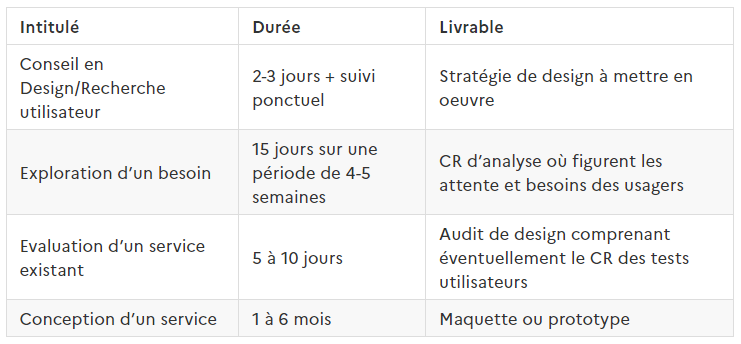 Intitulé Durée Livrable
Conseil en
Design/Recherche
utilisateur
2-3 jours + suivi
ponctuel
Stratégie de design à mettre en
oeuvre
Exploration d’un besoin
15 jours sur une
période de 4-5
semaines
CR d’analyse où figurent les
attente et besoins des usagers
Evaluation d’un service
existant
5 à 10 jours
Audit de design comprenant
éventuellement le CR des tests
utilisateurs
Conception d’un service
1 à 6 mois
Maquette ou prototype